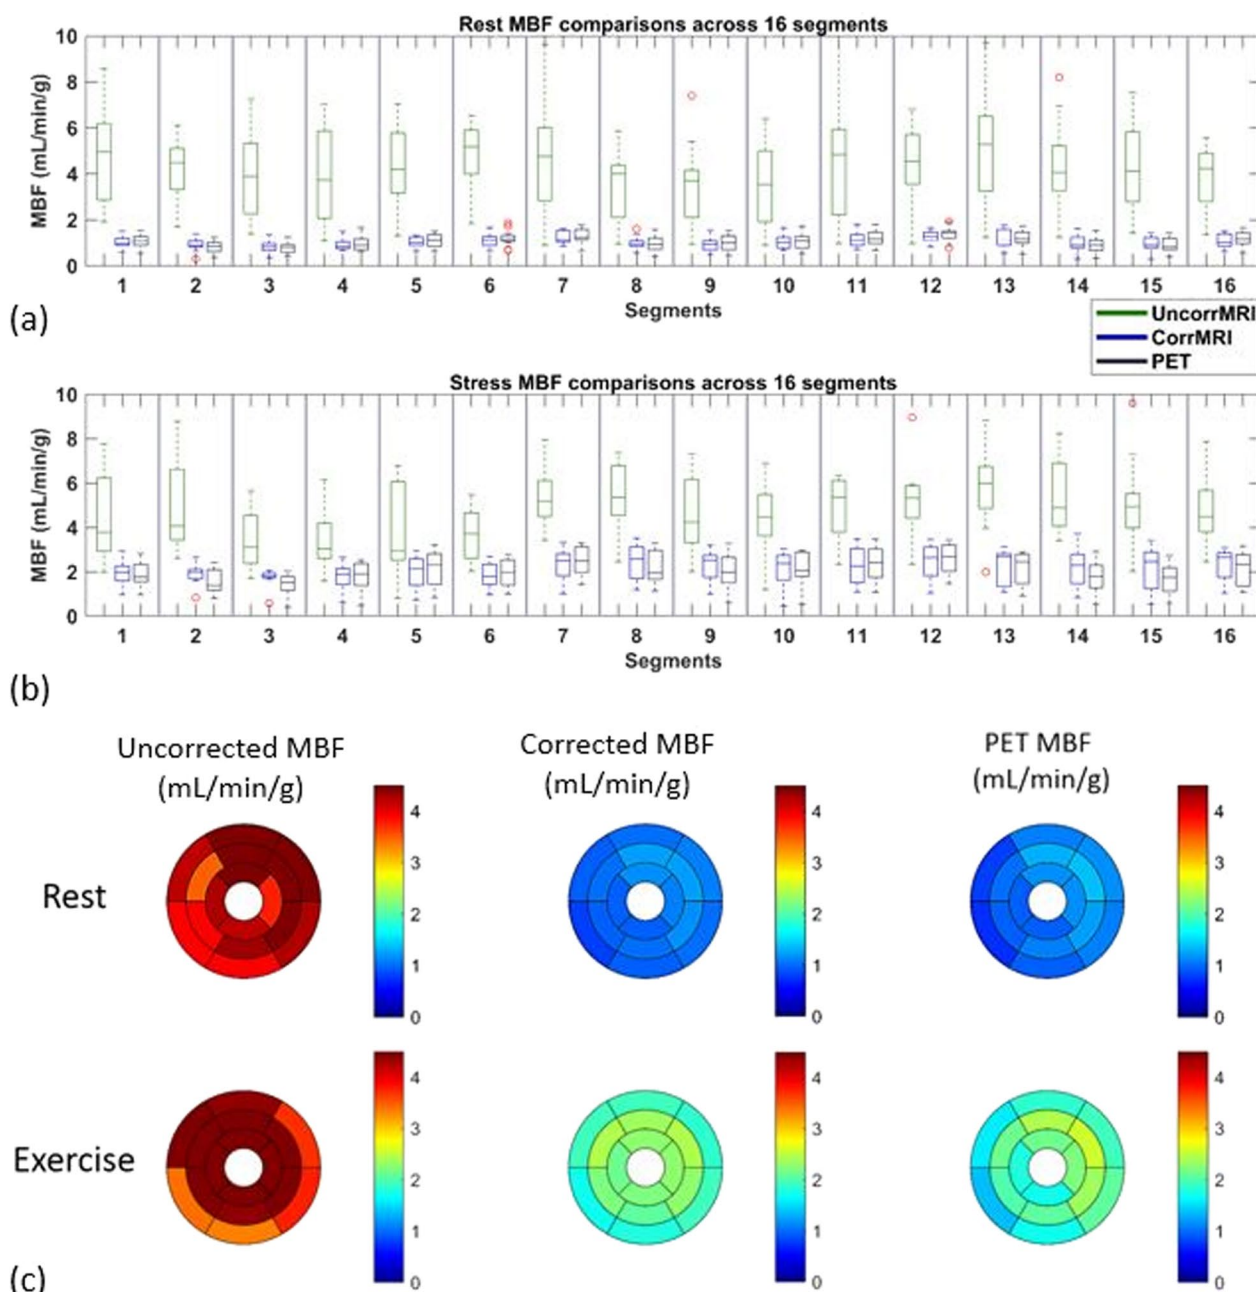 Rest MBF comparisons across 16 segments
10
8
6
4
2
0
MBF (mL/min/g)
1 2 3 4 5 6 7 8 9 10 11 12 13 14 15 16
Segments
(a)
UncorrMRI
CorrMRI
PET
Stress MBF comparisons across 16 segments
10
8
6
4
2
0
MBF (mL/min/g)
1 2 3 4 5 6 7 8 9 10 11 12 13 14 15 16
Segments
(b)
Uncorrected MBF
(mL/min/g)
Corrected MBF
(mL/min/g)
PET MBF
(mL/min/g)
Rest
4
3
2
1
0
4
3
2
1
0
4
3
2
1
0
Exercise
4
3
2
1
0
4
3
2
1
0
4
3
2
1
0
(c)